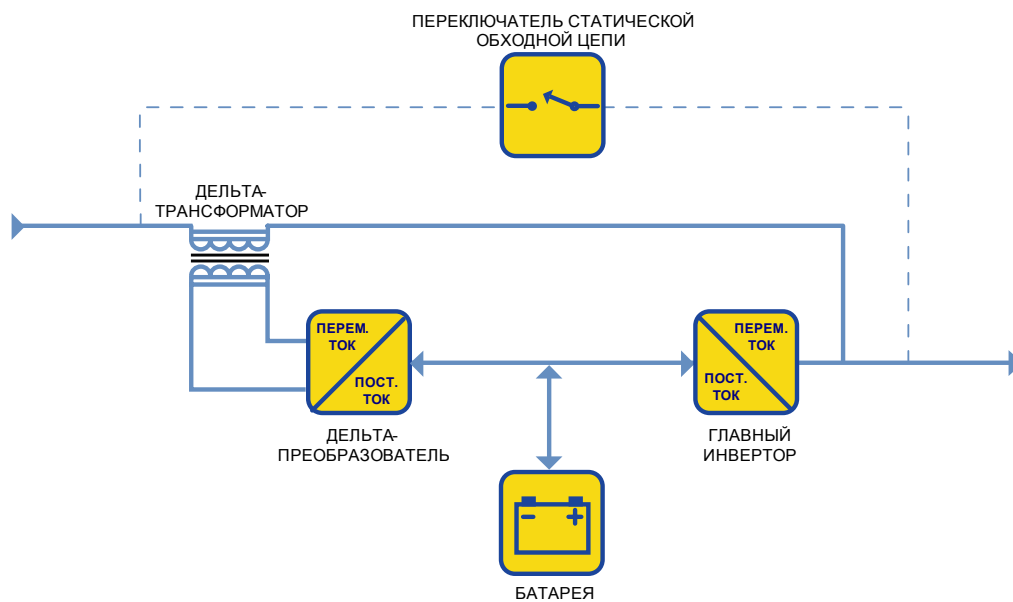 ПЕРЕКЛЮЧАТЕЛЬ СТАТИЧЕСКОЙ
ОБХОДНОЙ ЦЕПИ
ДЕЛЬТА-
ТРАНСФОРМАТОР
ПЕРЕМ.
ТОК
ПОСТ.
ТОК
ДЕЛЬТА-
ПРЕОБРАЗОВАТЕЛЬ
ПЕРЕМ.
ТОК
ПОСТ.
ТОК
ГЛАВНЫЙ
ИНВЕРТОР
БАТАРЕЯ